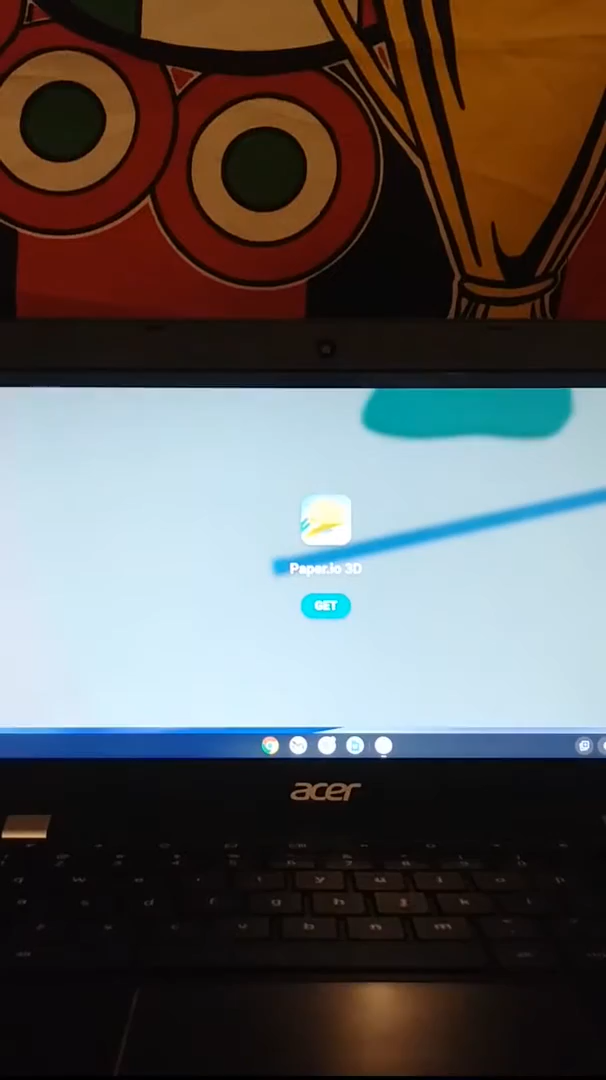 Paper.io 3D
GET
acer
q w y u i o p
a s d f g h j k l
v b n m